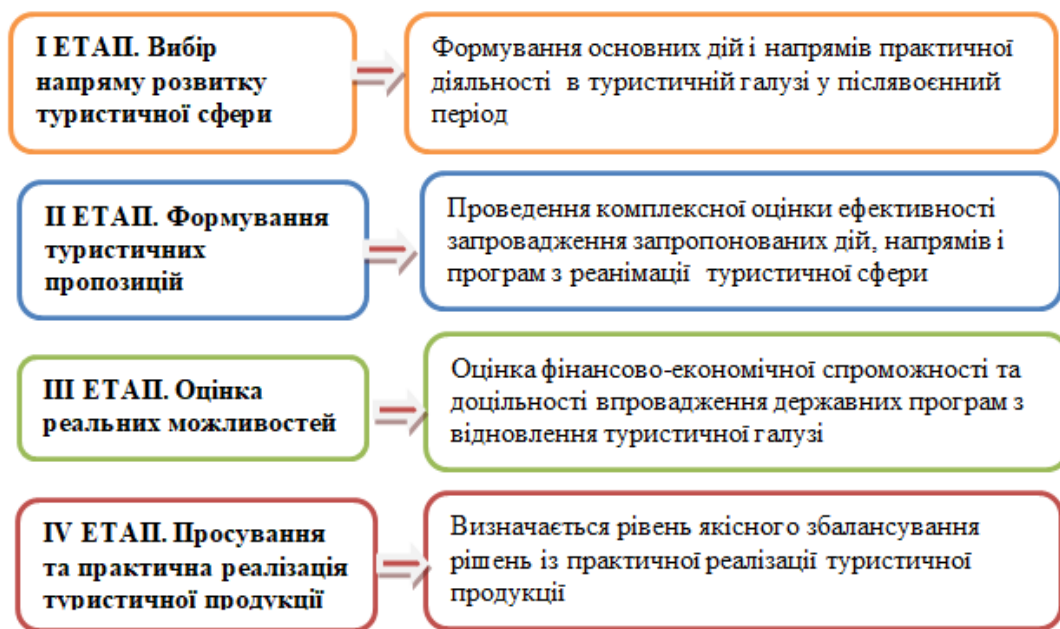 І ЕТАП. Вибір
напряму розвитку
туристичної сфери
Формування основних дій і напрямів практичної
діяльності в туристичній галузі у післявоєнний
період
ІІ ЕТАП. Формування
туристичних
пропозицій
Проведення комплексної оцінки ефективності
запровадження запропонованих дій, напрямів і
програм з реанімації туристичної сфери
ІІІ ЕТАП. Оцінка
реальних можливостей
Оцінка фінансово-економічної спроможності та
доцільності впровадження державних програм з
відновлення туристичної галузі
IV ЕТАП. Просування
та практична реалізація
туристичної продукції
Визначається рівень якісного збалансування
рішень із практичної реалізації туристичної
продукції